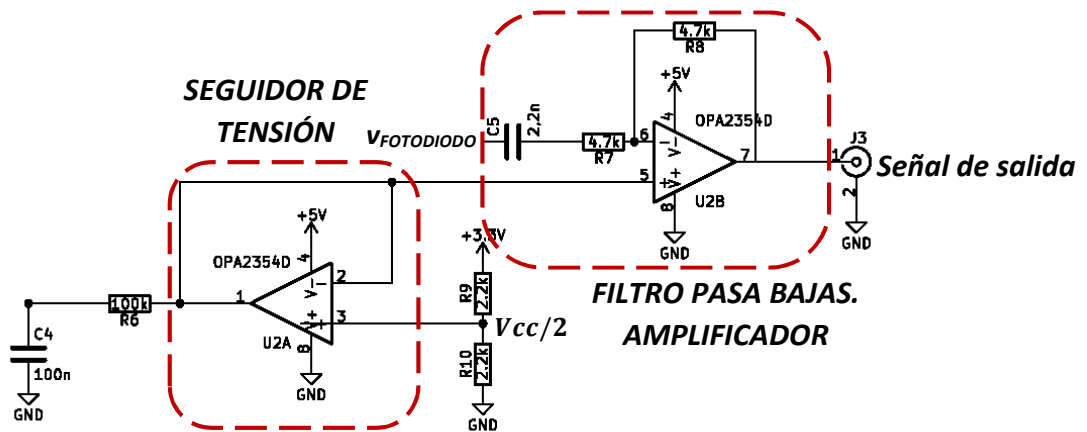 4.7k
R8
+5V
OPA2354D
SEGUIDOR DE
TENSIÓN
vFOTODIODO
C5
2,2n
4.7k
R7
6
5
4
8
V-
V+
7
U2B
GND
J3
1
2
GND
Señal de salida
+5V
OPA2354D
4
V-
V+
2
3
1
8
U2A
GND
100k
R6
C4
100n
GND
+3.3V
R9
2.2k
Vcc/2
R10
2.2k
GND
FILTRO PASA BAJAS.
AMPLIFICADOR